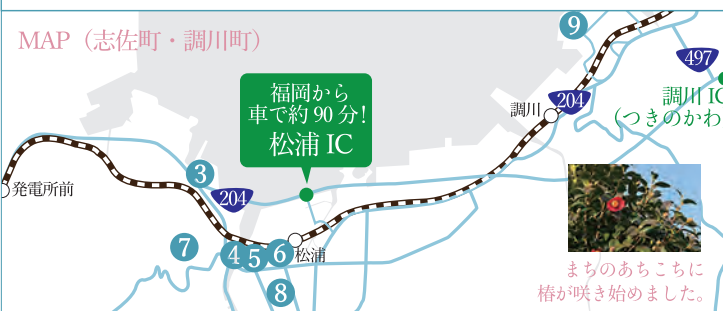 MAP（志佐町・調川町）
9
497
調川 IC
（つきのかわ
204
調川
福岡から
車で約 90 分！
松浦 IC
3
204
発電所前
7
4
5
6
松浦
8
まちのあちこちに
椿が咲き始めました。